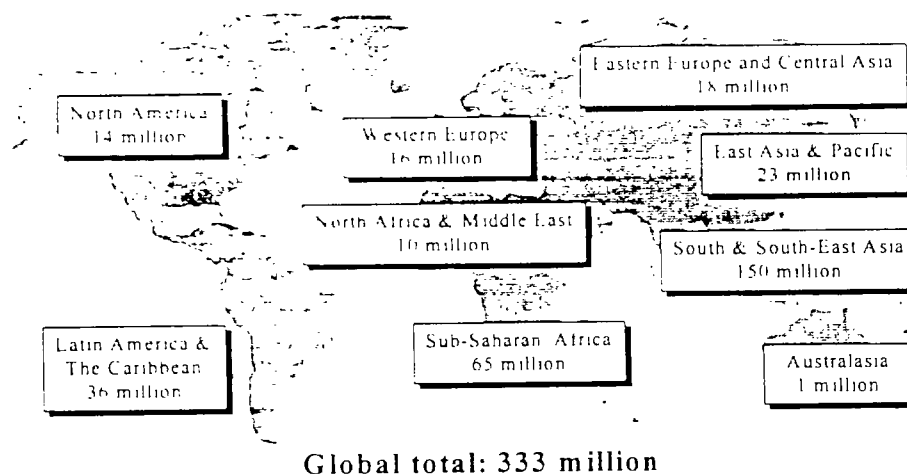 Eastern Europe and Central Asia
18 million
North America
14 million
Western Europe
16 million
East Asia & Pacific
23 million
North Africa & Middle East
10 million
South & South-East Asia
150 million
Latin America &
The Caribbean
36 million
Sub-Saharan Africa
65 million
Australasia
1 million
Global total: 333 million